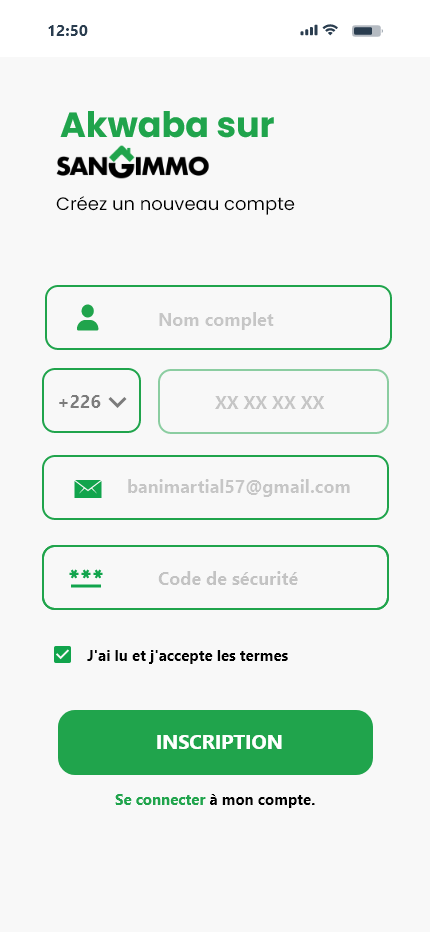 12:50
Akwaba sur
SANGIMMO
Créez un nouveau compte
Nom complet
+226 XX XX XX XX
banimartial57@gmail.com
*** Code de sécurité
J'ai lu et j'accepte les termes
INSCRIPTION
Se connecter à mon compte.